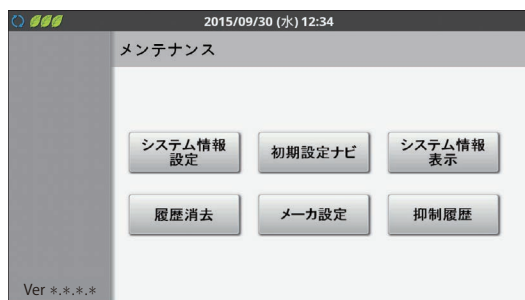 2015/09/30 (水) 12:34
メンテナンス
システム情報
設定
初期設定ナビ
システム情報
表示
履歴消去
メーカ設定
抑制履歴
Ver *.*.*.*